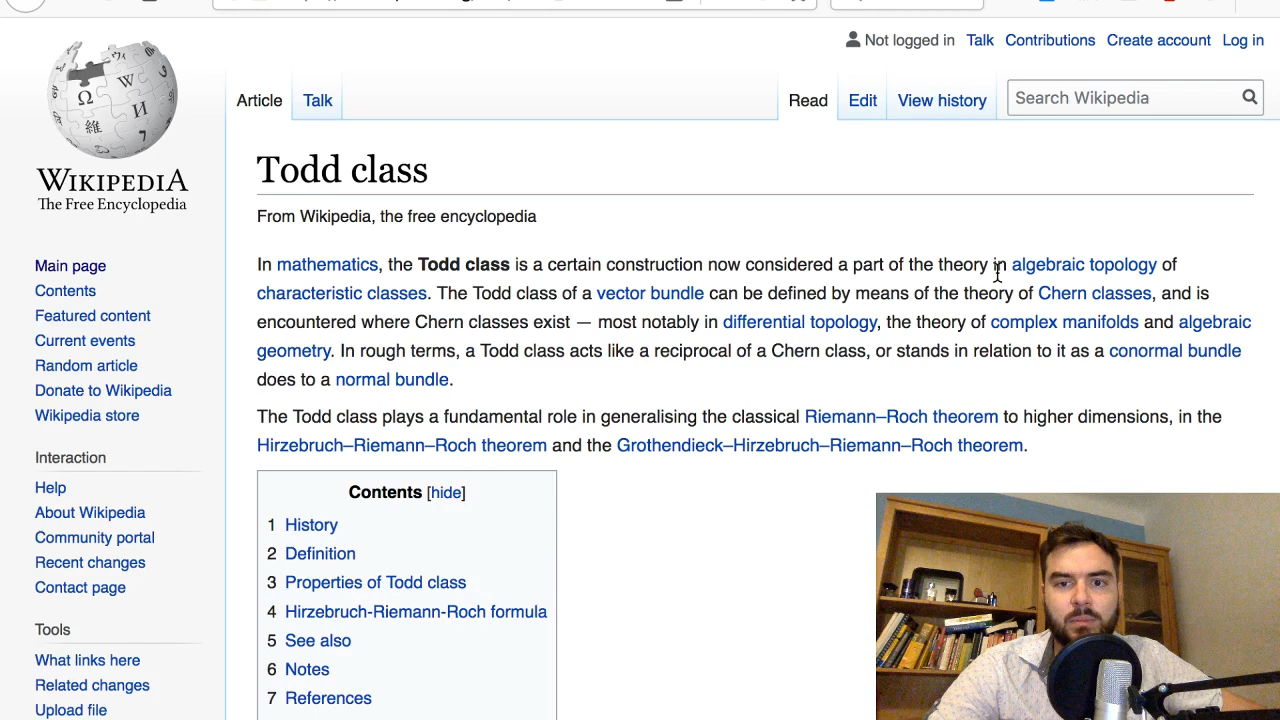 Not logged in Talk Contributions Create account Log in
Article Talk Read Edit View history Search Wikipedia
WIKIPEDIA
The Free Encyclopedia
Main page
Contents
Featured content
Current events
Random article
Donate to Wikipedia
Wikipedia store
Interaction
Help
About Wikipedia
Community portal
Recent changes
Contact page
Tools
What links here
Related changes
Upload file
Todd class
From Wikipedia, the free encyclopedia
In mathematics, the Todd class is a certain construction now considered a part of the theory in algebraic topology of
characteristic classes. The Todd class of a vector bundle can be defined by means of the theory of Chern classes, and is
encountered where Chern classes exist — most notably in differential topology, the theory of complex manifolds and algebraic
geometry. In rough terms, a Todd class acts like a reciprocal of a Chern class, or stands in relation to it as a conormal bundle
does to a normal bundle.
The Todd class plays a fundamental role in generalising the classical Riemann–Roch theorem to higher dimensions, in the
Hirzebruch–Riemann–Roch theorem and the Grothendieck–Hirzebruch–Riemann–Roch theorem.
Contents [hide]
1 History
2 Definition
3 Properties of Todd class
4 Hirzebruch-Riemann-Roch formula
5 See also
6 Notes
7 References